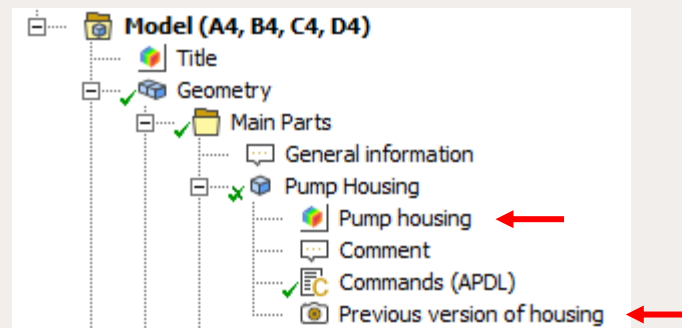 Model (A4, B4, C4, D4)
Title
Geometry
Main Parts
General information
Pump Housing
Pump housing
Comment
Commands (APDL)
Previous version of housing